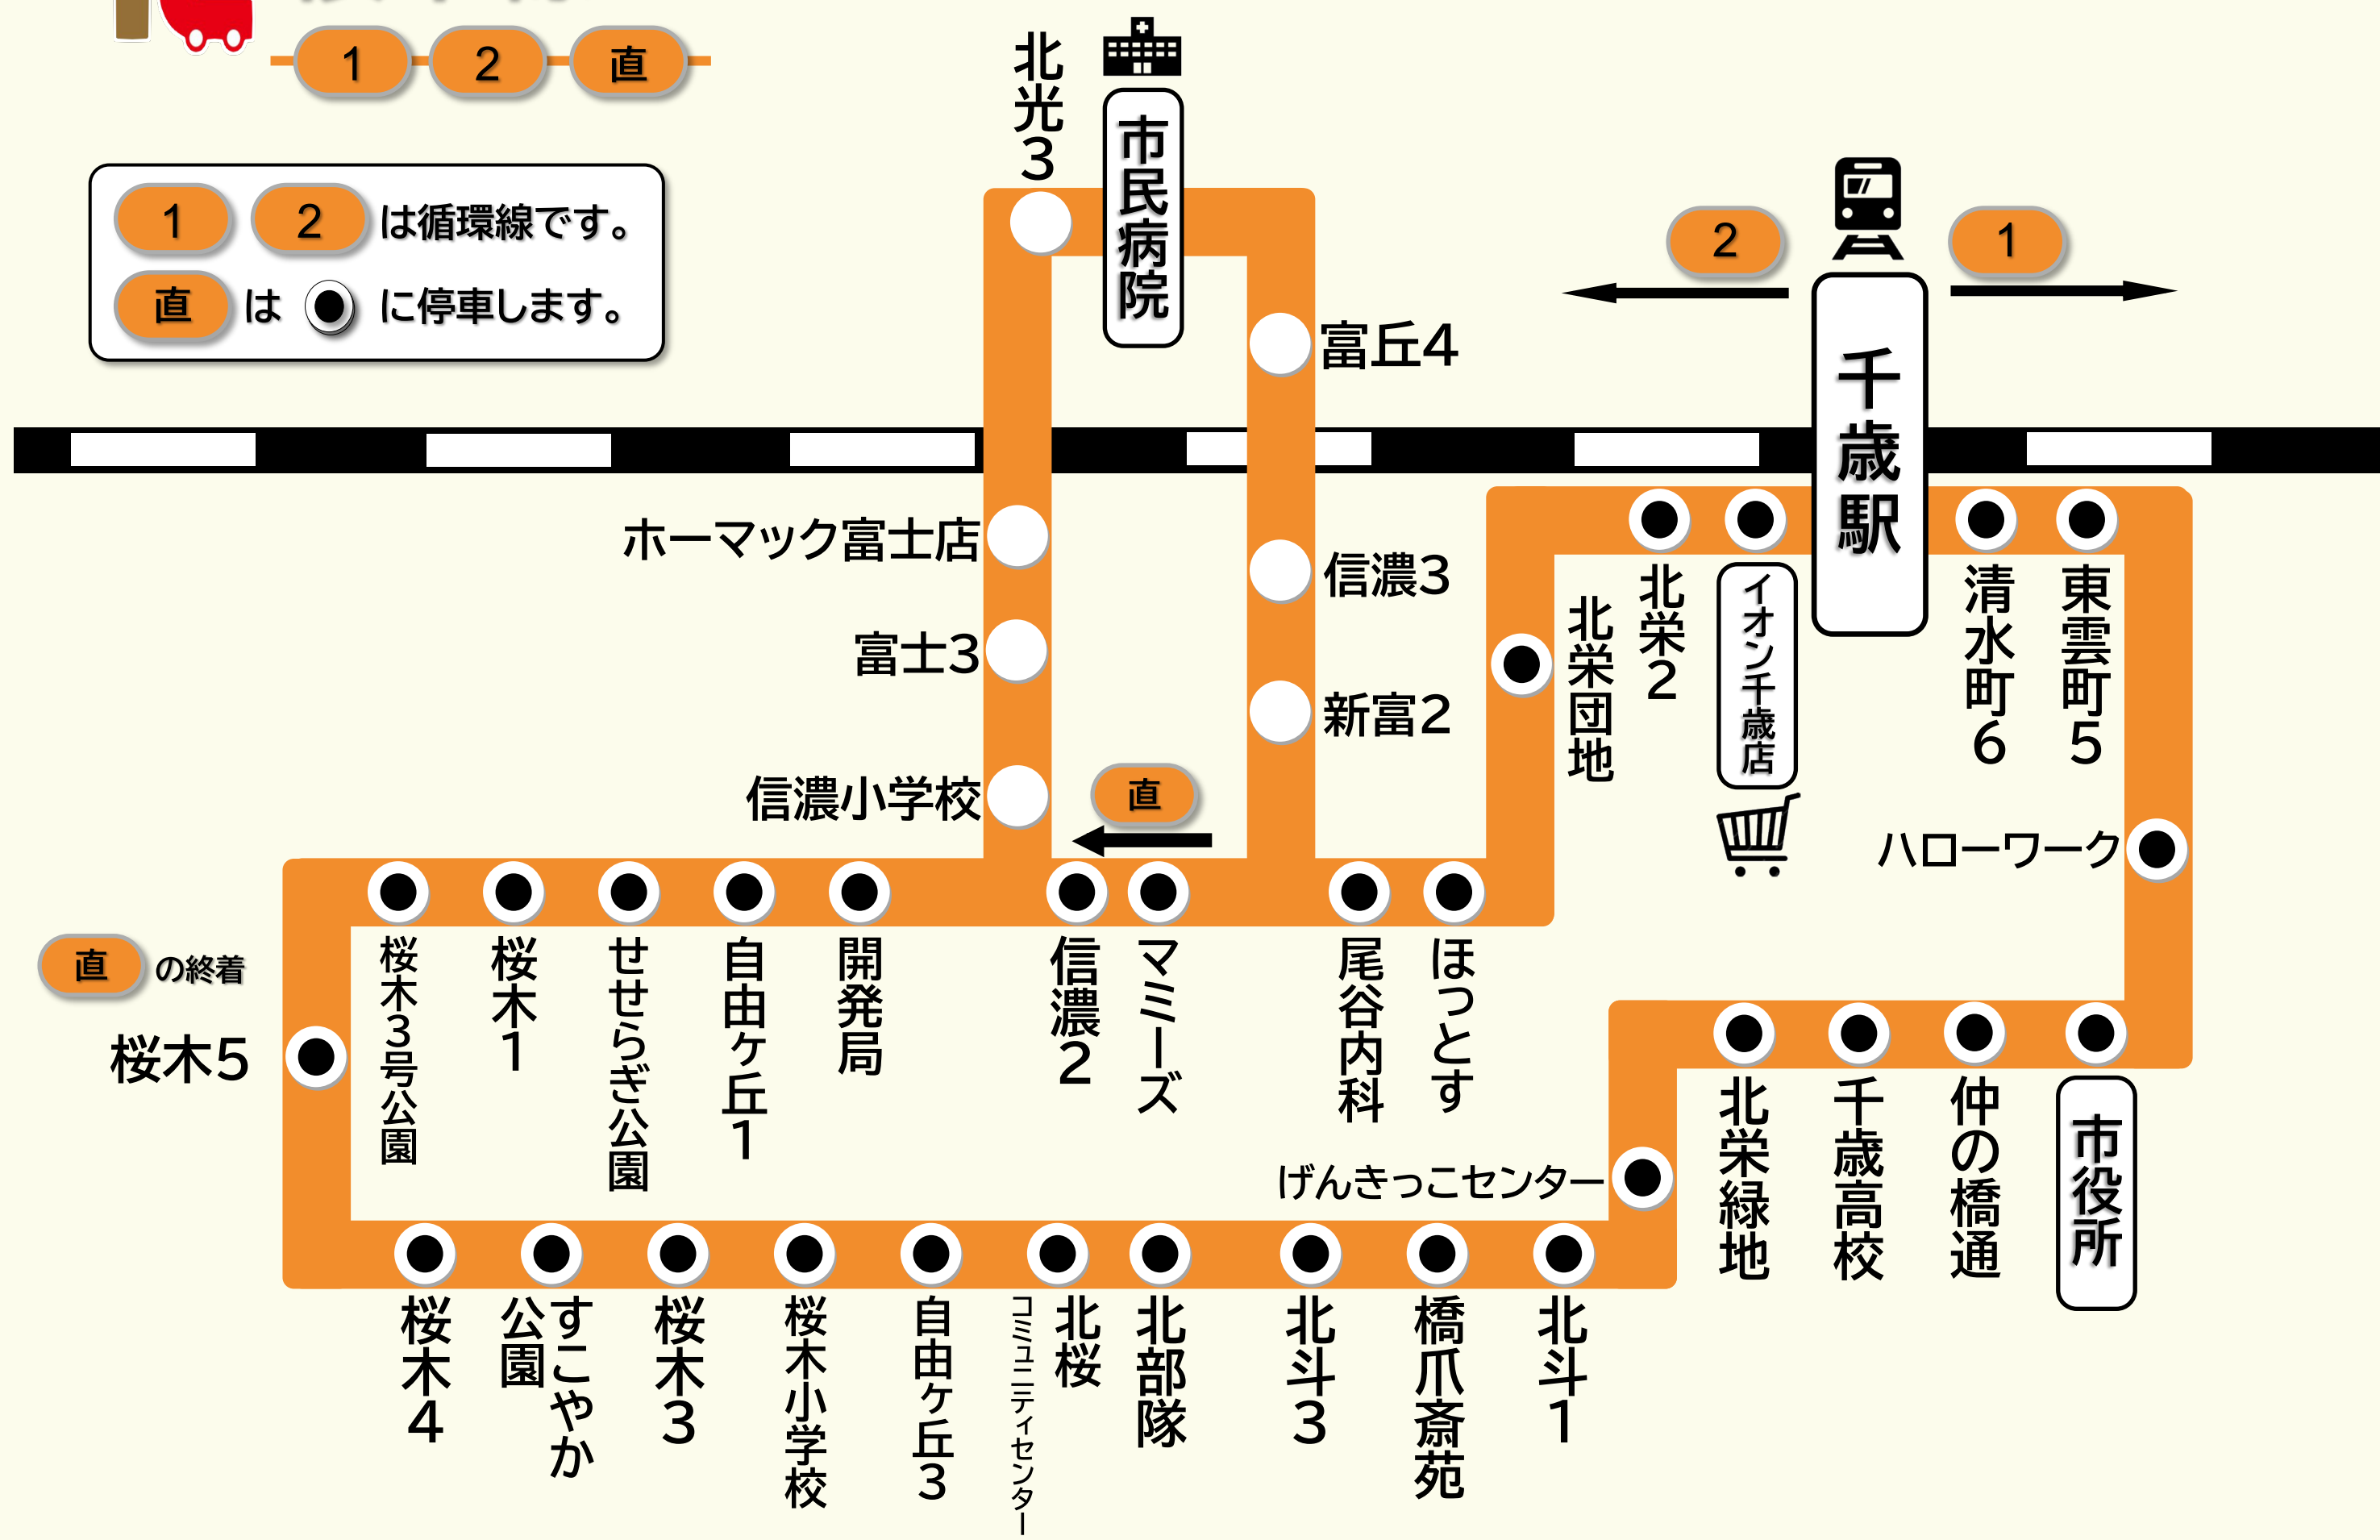 1 2 直
1 2 は循環線です。
直 は に停車します。
北光3
市民病院
富丘4
2
1
千歳駅
ホーマック富士店
富士3
信濃小学校
信濃3
新富2
直
北栄団地
北栄2
イオン千歳店
清水町6
東雲町5
ハローワーク
直 の終着
桜木5
桜木3号公園
桜木1
せせらぎ公園
自由ヶ丘1
開発局
信濃2
マミーズ
尾谷内科
ほっとす
げんきっこセンター
北栄緑地
千歳高校
仲の橋通
市役所
桜木4
すこやか
公園
桜木3
桜木小学校
自由ヶ丘3
北桜
コミュニティセンター
北部隊
北斗3
橋爪斎苑
北斗1